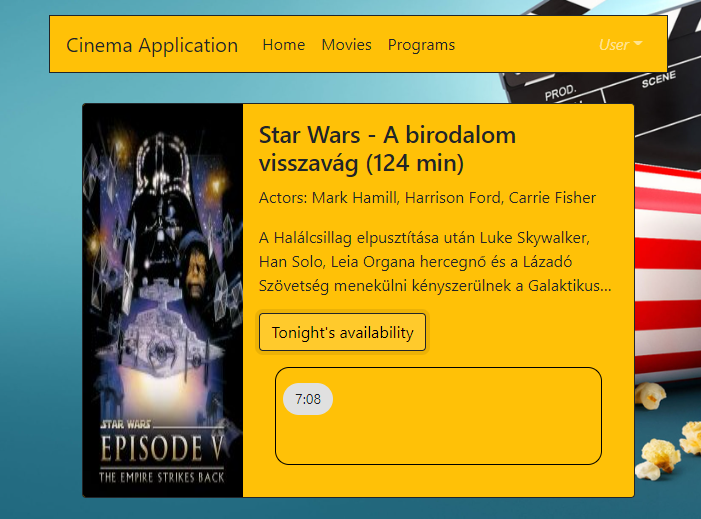 Cinema Application Home Movies Programs User
PROD.
SCENE
Star Wars - A birodalom
visszavág (124 min)
Actors: Mark Hamill, Harrison Ford, Carrie Fisher
A Halálcsillag elpusztítása után Luke Skywalker,
Han Solo, Leia Organa hercegnő és a Lázadó
Szövetség menekülni kényszerülnek a Galaktikus...
Tonight's availability
7:08
STAR WARS
EPISODE V
THE EMPIRE STRIKES BACK